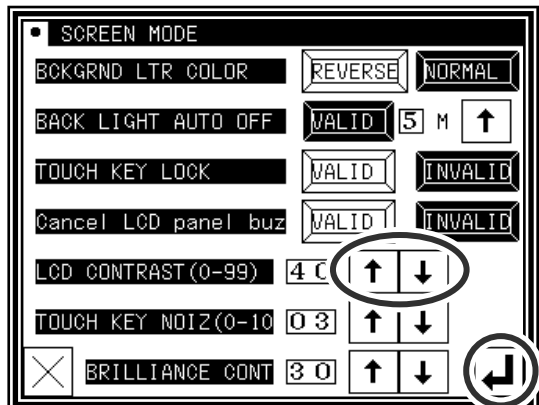 SCREEN MODE
BCKGRND LTR COLOR REVERSE NORMAL
BACK LIGHT AUTO OFF VALID 5 M ↑
TOUCH KEY LOCK VALID INVALID
Cancel LCD panel buz VALID INVALID
LCD CONTRAST(0-99) 40 ↑ ↓
TOUCH KEY NOIZ(0-10 03 ↑ ↓
BRILLIANCE CONT 30 ↑ ↓